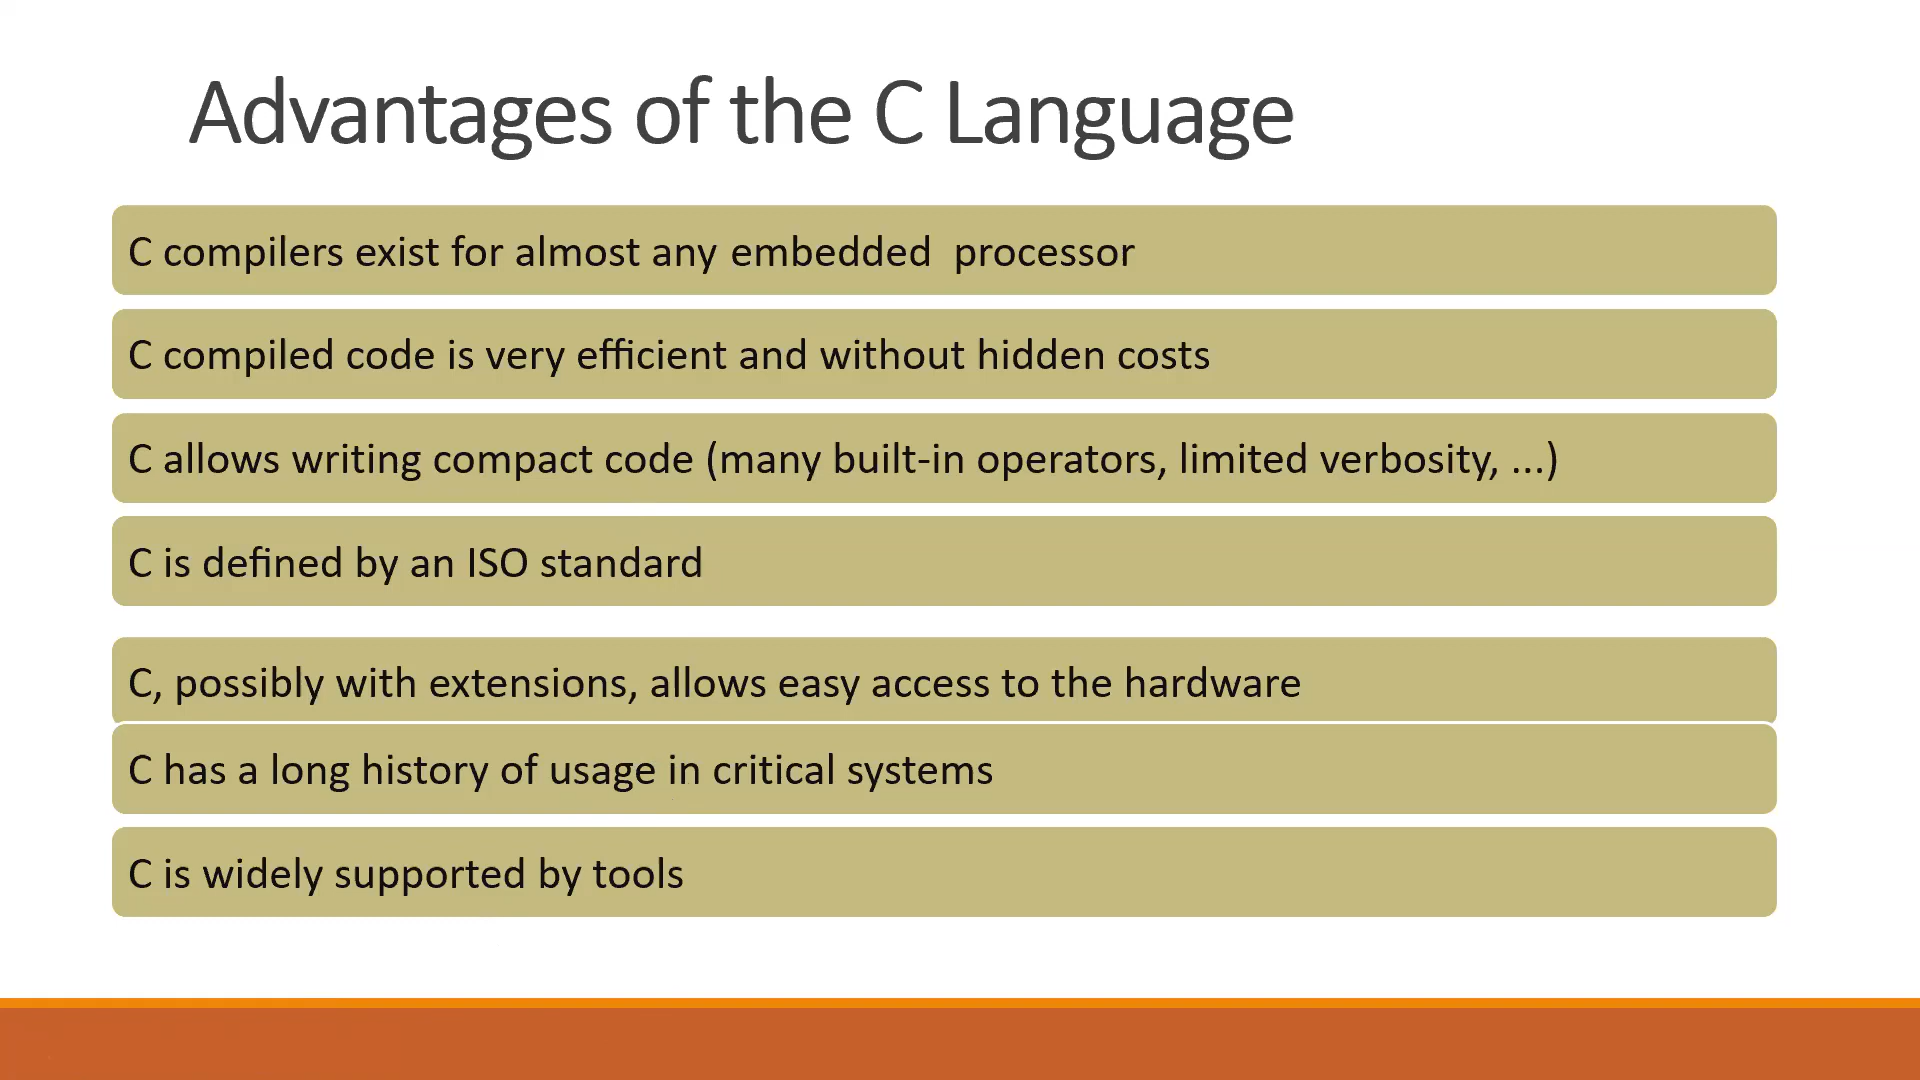 Advantages of the C Language
C compilers exist for almost any embedded  processor
C compiled code is very efficient and without hidden costs
C allows writing compact code (many built-in operators, limited verbosity, ...)
C is defined by an ISO standard
C, possibly with extensions, allows easy access to the hardware
C has a long history of usage in critical systems
C is widely supported by tools